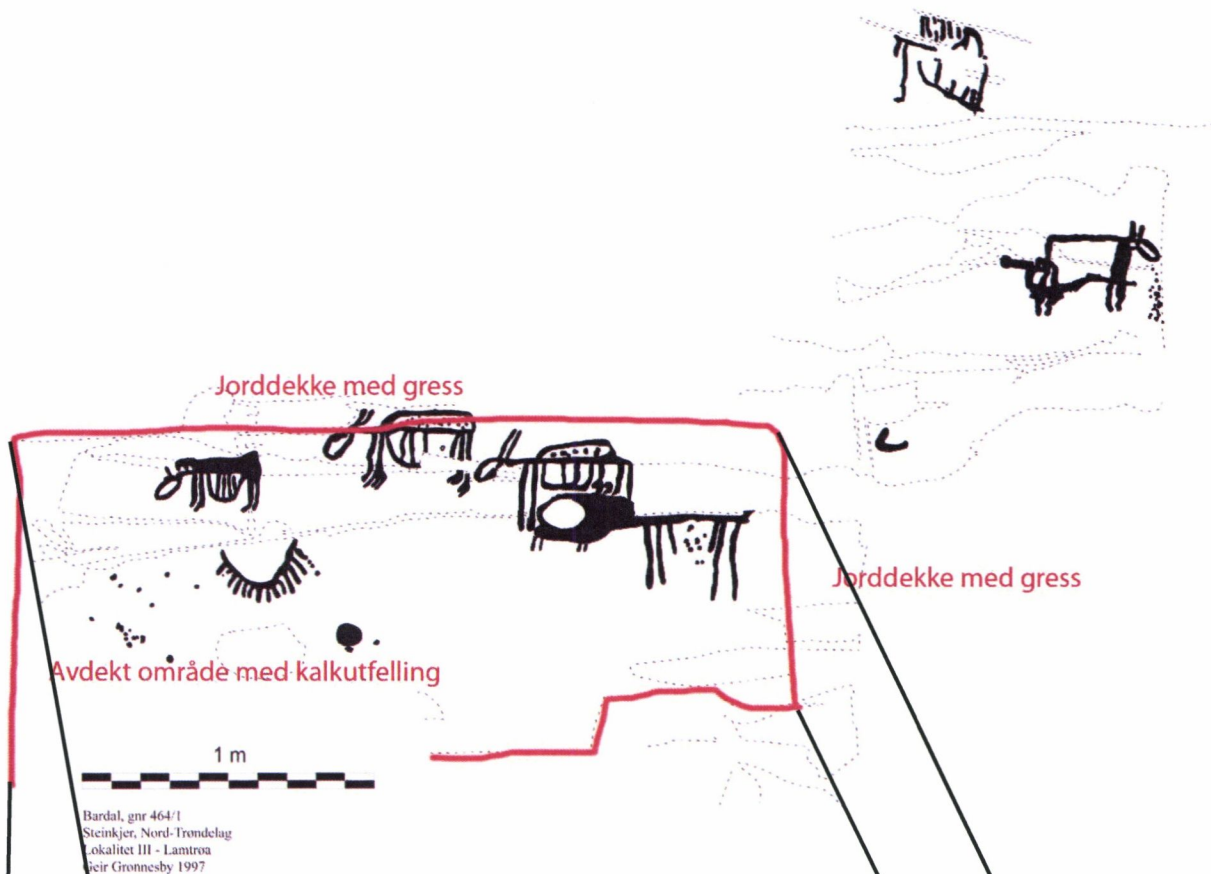 Jorddekke med gress
Jorddekke med gress
Avdekt område med kalkutfelling
1 m
Bardal, gnr 464/1
Steinkjer, Nord-Trøndelag
Lokalitet III - Lamtrøa
Geir Grønnesby 1997